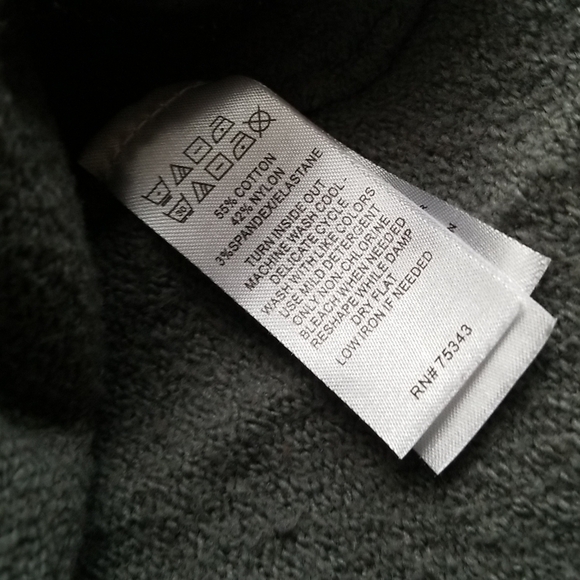 55% COTTON
42% NYLON
3%SPANDEX/ELASTANE
TURN INSIDE OUT
MACHINE WASH COOL-
DELICATE CYCLE
WASH WITH LIKE COLOR'S
USE MILD DETERGENT
ONLY NON-CHLORINE
BLEACH WHEN NEEDED
RESHAPE WHILE DAMP
DRY FLAT
LOW IRON IF NEEDED
RN# 75343